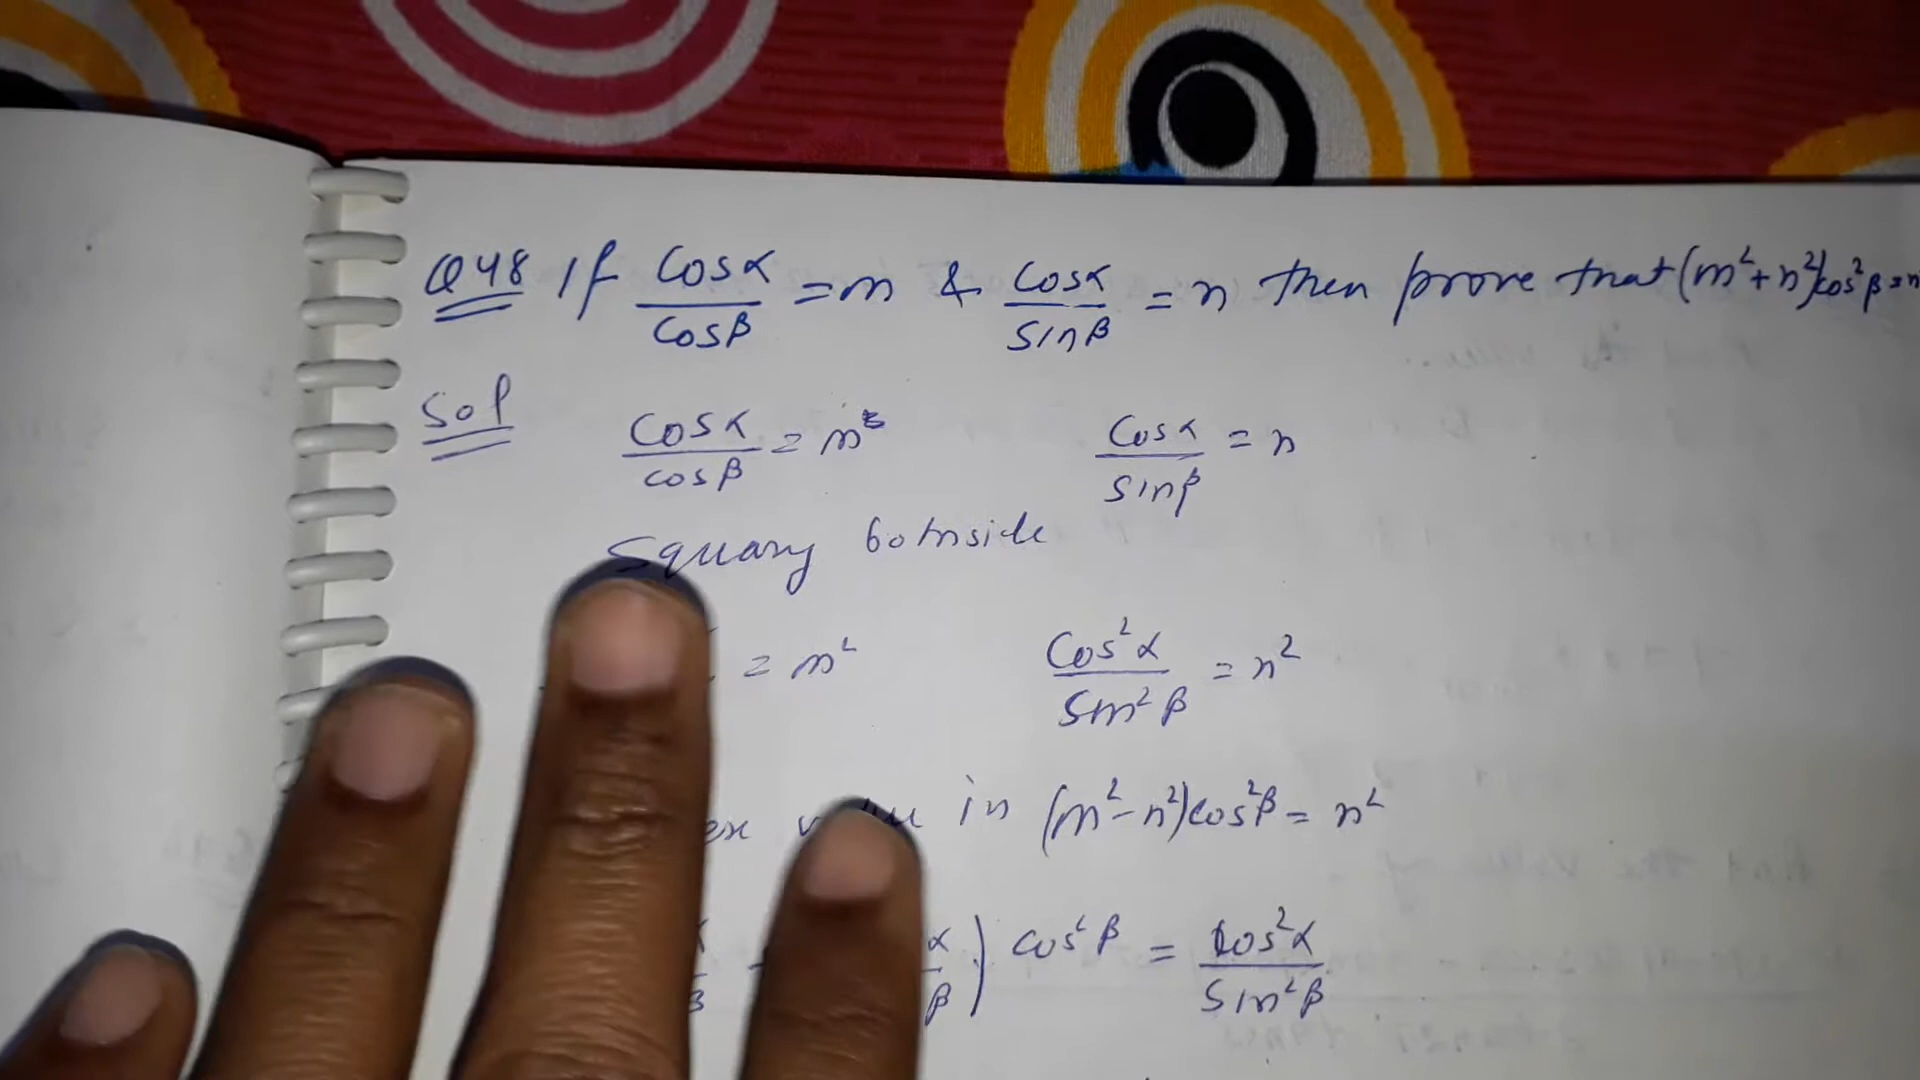 Q48 If Cosα/Cosβ = m & Cosα/Sinβ = n then prove that (m²+n²)cos²β = n
Sol
Cosα/cosβ = m Cosα/sinβ = n
Squary bothside
= m² Cos²α/Sin²β = n²
in (m²-n²)cos²β = n²
α/β) cos²β = Cos²α/Sin²β